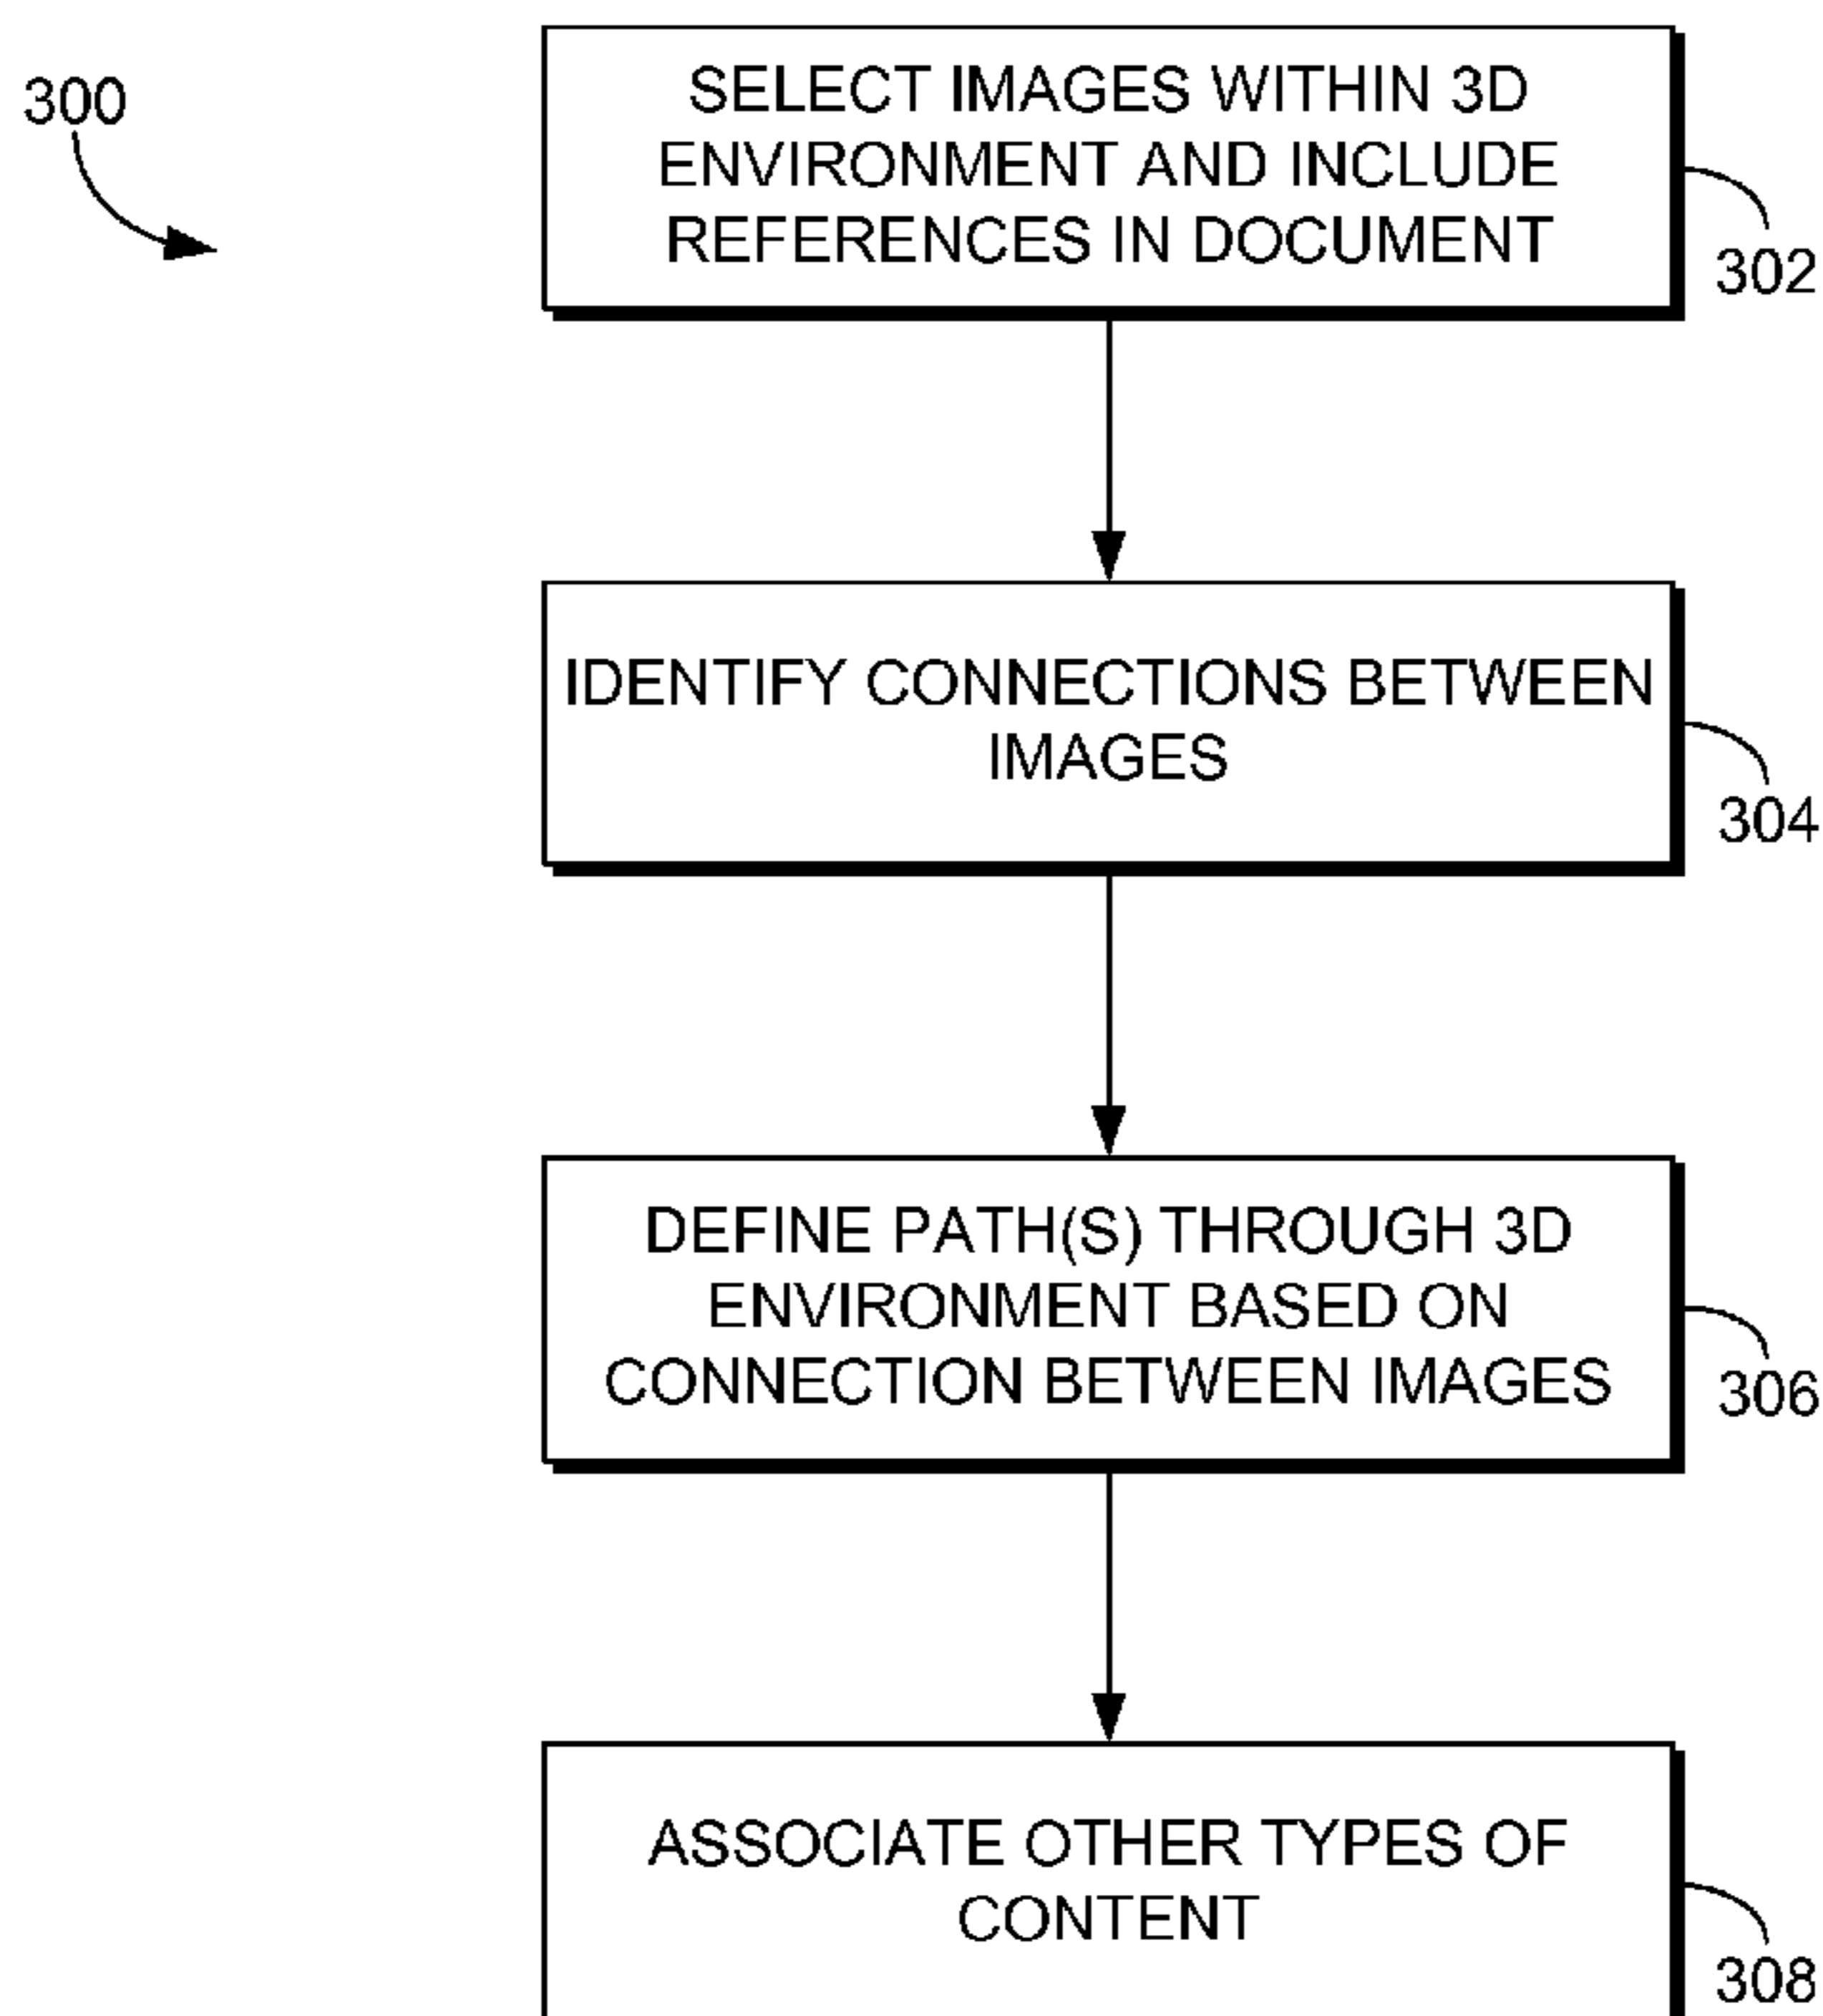 300
SELECT IMAGES WITHIN 3D
ENVIRONMENT AND INCLUDE
REFERENCES IN DOCUMENT
302
IDENTIFY CONNECTIONS BETWEEN
IMAGES
304
DEFINE PATH(S) THROUGH 3D
ENVIRONMENT BASED ON
CONNECTION BETWEEN IMAGES
306
ASSOCIATE OTHER TYPES OF
CONTENT
308